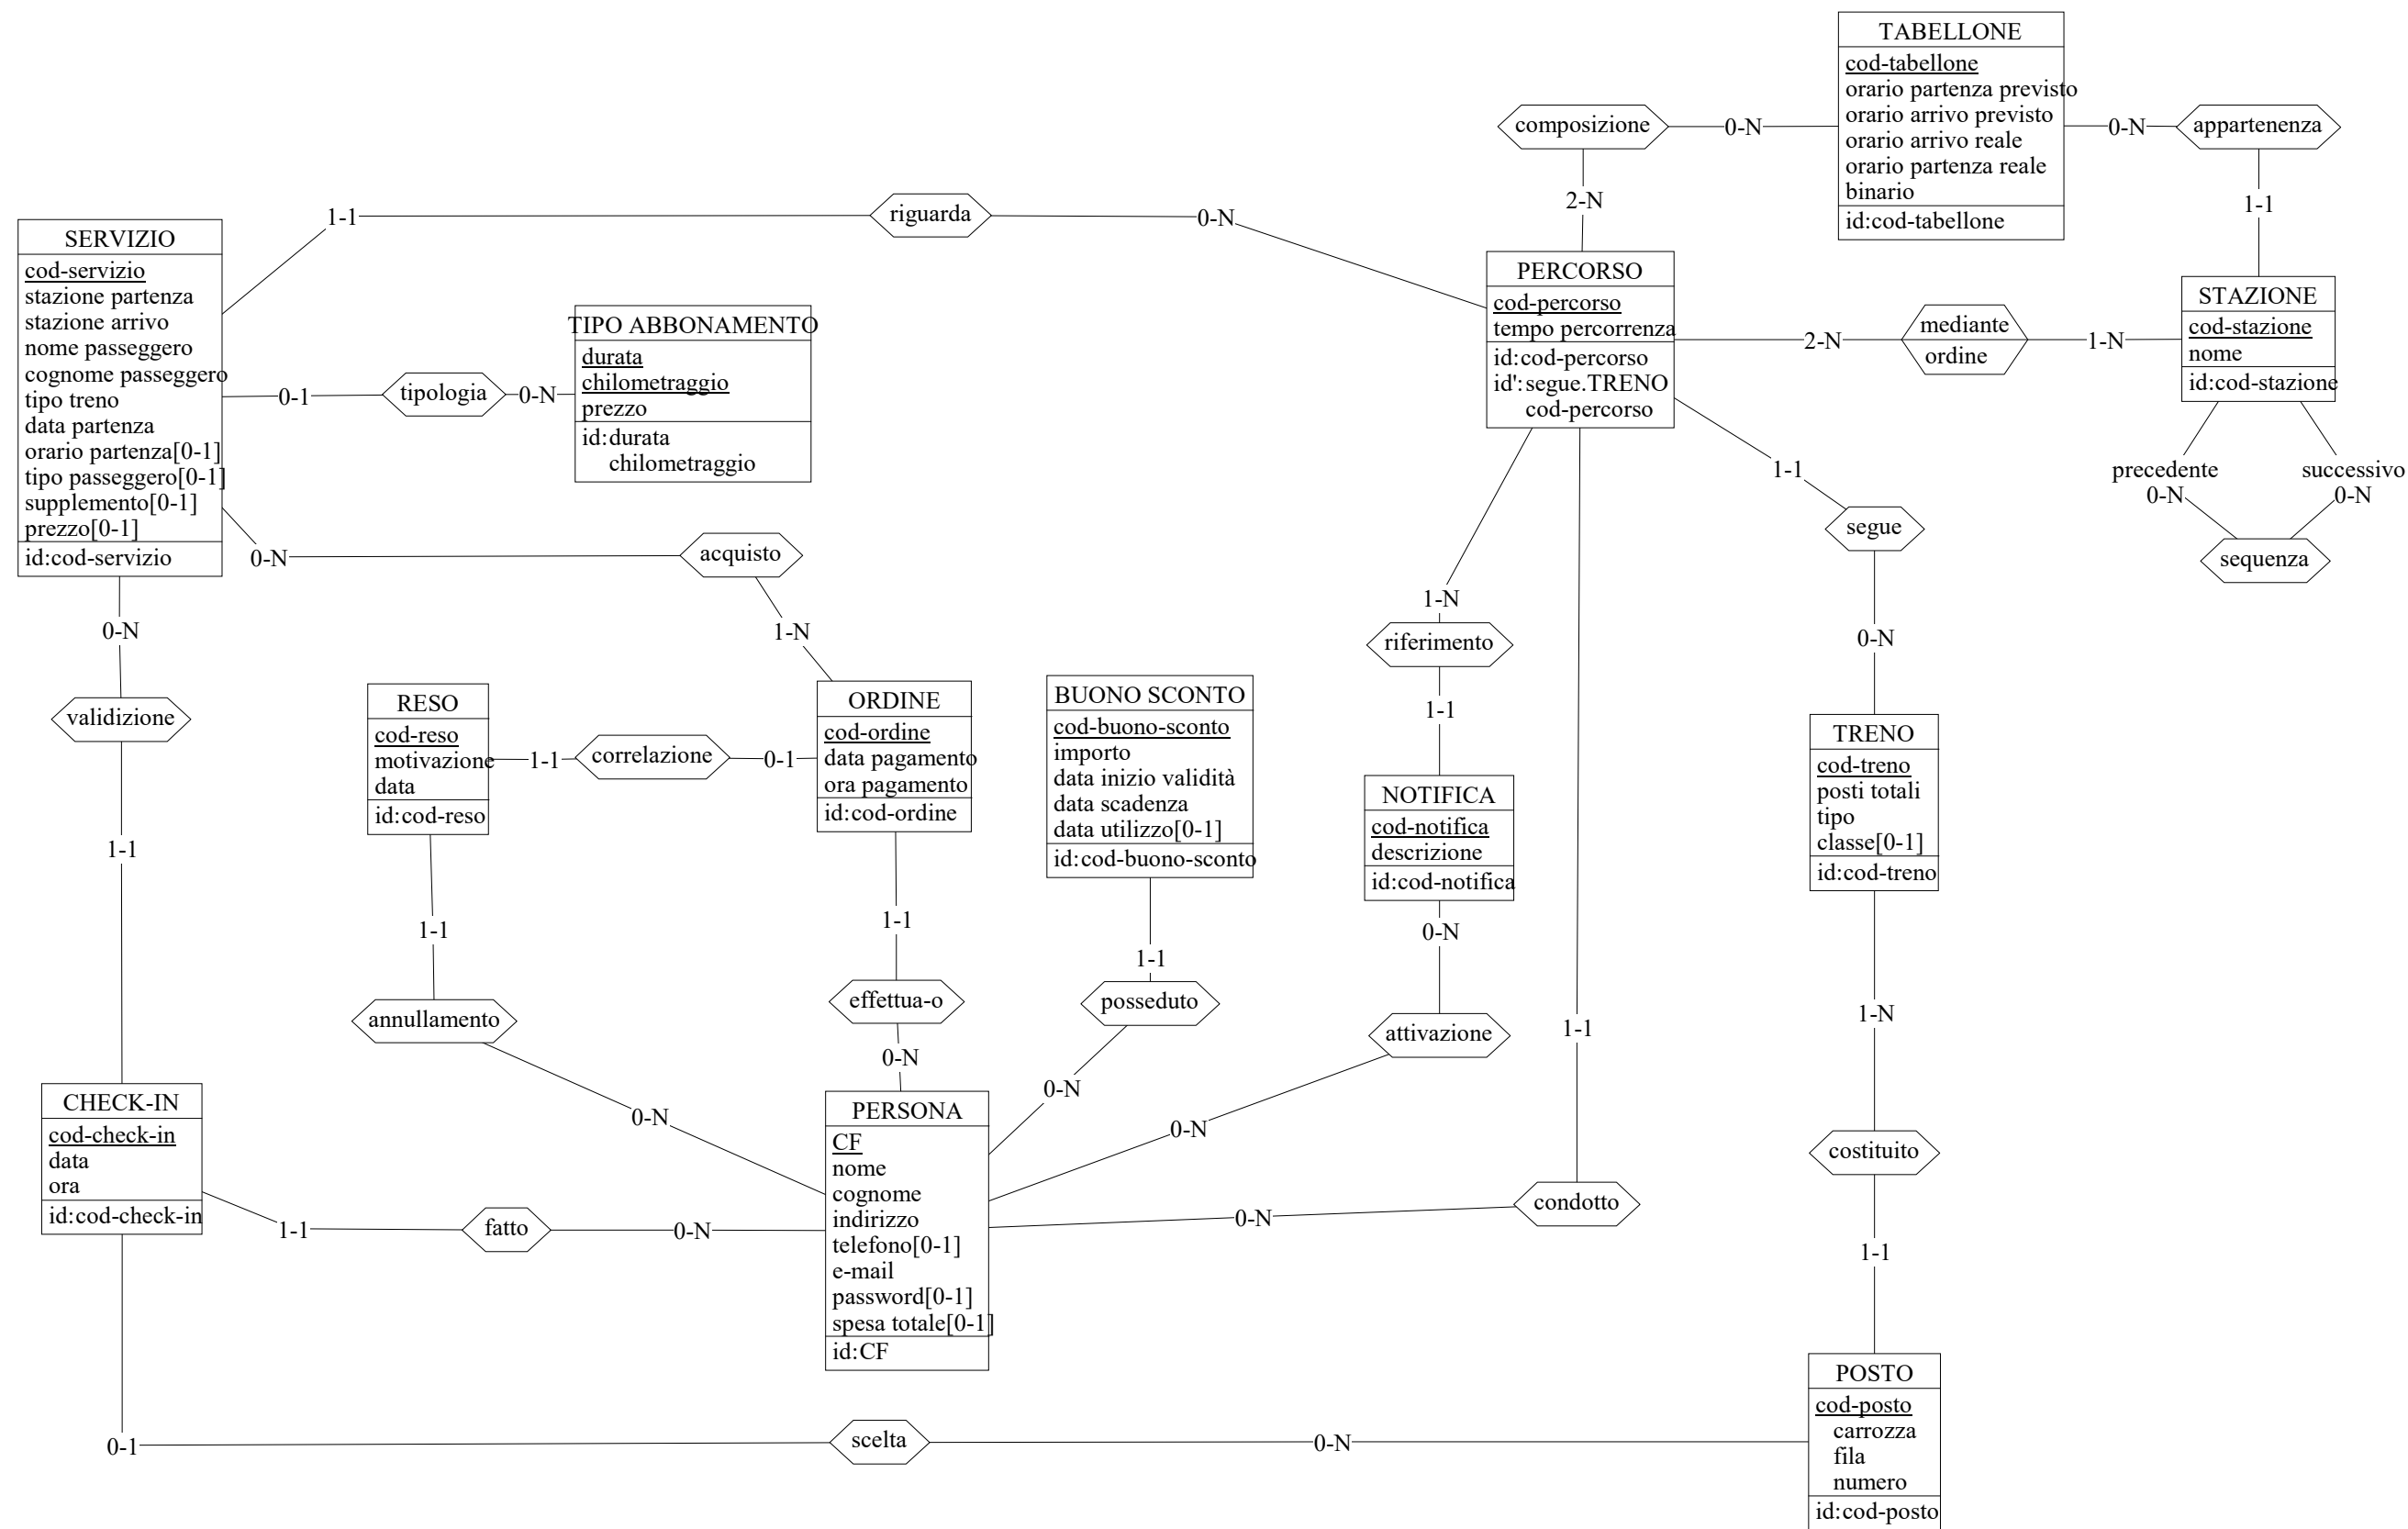 TABELLONE
cod-tabellone
orario partenza previsto
orario arrivo previsto
orario arrivo reale
orario partenza reale
binario
id:cod-tabellone
composizione
0-N
0-N
appartenenza
2-N
1-1
1-1
riguarda
0-N
SERVIZIO
cod-servizio
stazione partenza
stazione arrivo
nome passeggero
cognome passeggero
tipo treno
data partenza
orario partenza[0-1]
tipo passeggero[0-1]
supplemento[0-1]
prezzo[0-1]
id:cod-servizio
PERCORSO
cod-percorso
tempo percorrenza
id:cod-percorso
id':segue.TRENO
cod-percorso
STAZIONE
cod-stazione
nome
id:cod-stazione
2-N
mediante
ordine
1-N
TIPO ABBONAMENTO
durata
chilometraggio
prezzo
id:durata
chilometraggio
0-1
tipologia
0-N
precedente
0-N
successivo
0-N
sequenza
1-1
segue
0-N
0-N
acquisto
1-N
1-N
riferimento
1-1
0-N
validizione
1-1
RESO
cod-reso
motivazione
data
id:cod-reso
1-1
correlazione
0-1
ORDINE
cod-ordine
data pagamento
ora pagamento
id:cod-ordine
BUONO SCONTO
cod-buono-sconto
importo
data inizio validità
data scadenza
data utilizzo[0-1]
id:cod-buono-sconto
NOTIFICA
cod-notifica
descrizione
id:cod-notifica
TRENO
cod-treno
posti totali
tipo
classe[0-1]
id:cod-treno
1-1
annullamento
0-N
1-1
effettua-o
0-N
1-1
posseduto
0-N
0-N
attivazione
0-N
1-1
condotto
0-N
1-N
costituito
1-1
CHECK-IN
cod-check-in
data
ora
id:cod-check-in
1-1
fatto
0-N
PERSONA
CF
nome
cognome
indirizzo
telefono[0-1]
e-mail
password[0-1]
spesa totale[0-1]
id:CF
0-1
scelta
0-N
POSTO
cod-posto
carrozza
fila
numero
id:cod-posto